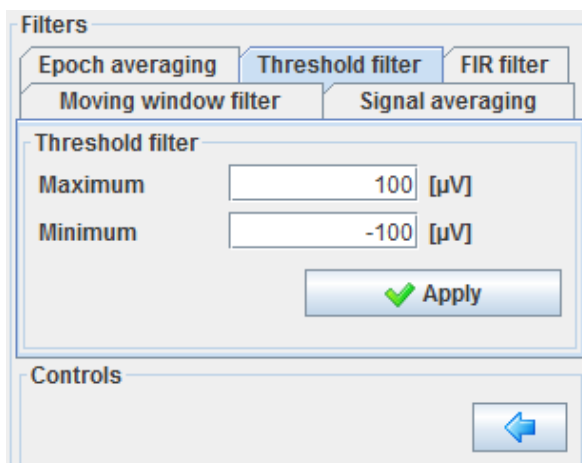 Filters
Epoch averaging Threshold filter FIR filter
Moving window filter Signal averaging
Threshold filter
Maximum 100 [µV]
Minimum -100 [µV]
Apply
Controls